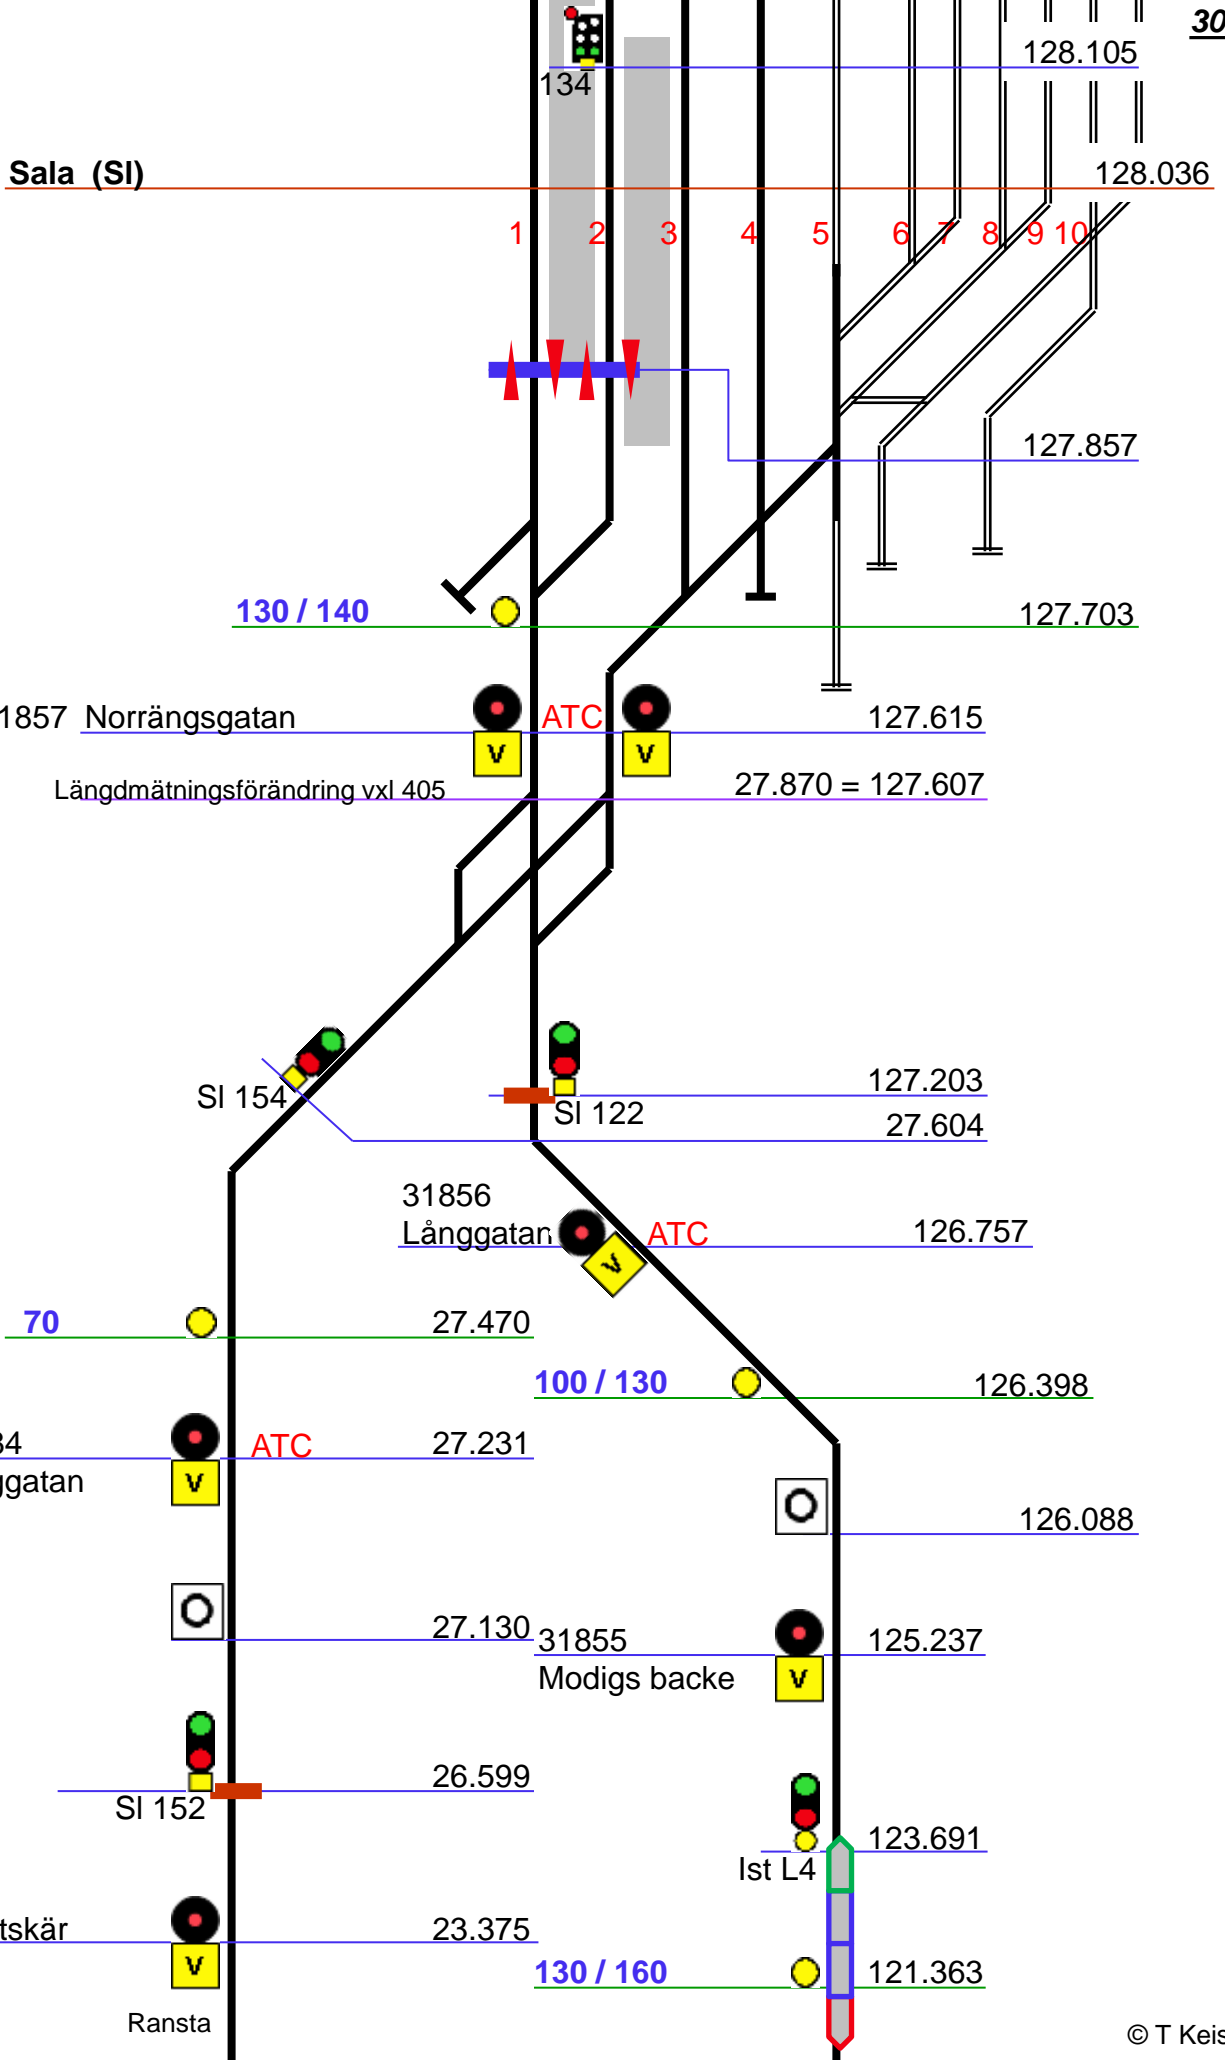 30
128.105
134
Sala (Sl)
128.036
1 2 3 4 5 6 7 8 9 10
127.857
130 / 140
127.703
1857 Norrängsgatan
ATC
127.615
V V
Längdmätningsförändring vxl 405
27.870 = 127.607
Sl 154
127.203
Sl 122
27.604
31856
Långgatan
ATC
126.757
V
70
27.470
100 / 130
126.398
34
ATC
27.231
ggatan
V
126.088
27.130
31855
125.237
Modigs backe
V
26.599
Sl 152
123.691
Ist L4
tskär
23.375
V
130 / 160
121.363
Ransta
© T Keis